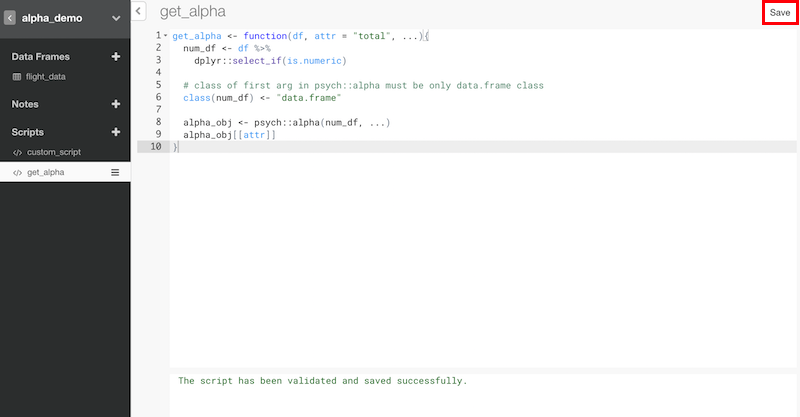 alpha_demo
Data Frames
flight_data
Notes
Scripts
custom_script
get_alpha
get_alpha
Save
1 get_alpha <- function(df, attr = "total", ...){
2   num_df <- df %>%
3     dplyr::select_if(is.numeric)
4
5   # class of first arg in psych::alpha must be only data.frame class
6   class(num_df) <- "data.frame"
7
8   alpha_obj <- psych::alpha(num_df, ...)
9   alpha_obj[[attr]]
10 }
The script has been validated and saved successfully.